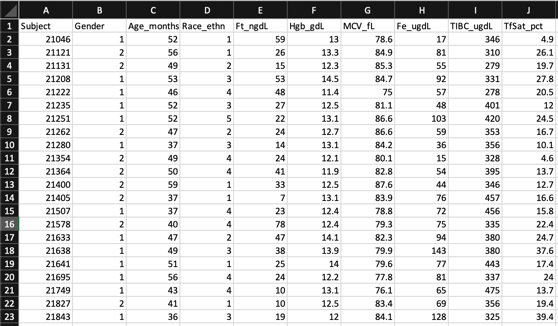 A B C D E F G H I J
1 Subject Gender Age_months Race_ethn Ft_ngdL Hgb_gdL MCV_fL Fe_ugdL TIBC_ugdL TfSat_pct
2 21046 1 52 1 59 13 78.6 17 346 4.9
3 21121 2 56 1 26 13.3 84.9 81 310 26.1
4 21131 2 49 2 15 12.3 85.3 55 279 19.7
5 21208 1 53 3 53 14.5 84.7 92 331 27.8
6 21222 1 46 4 48 11.4 75 57 278 20.5
7 21235 1 52 3 27 12.5 81.1 48 401 12
8 21251 1 52 5 22 13.1 86.6 103 420 24.5
9 21262 2 47 2 24 12.7 86.6 59 353 16.7
10 21280 1 37 3 14 13.1 84.2 36 356 10.1
11 21354 2 49 4 24 12.1 80.1 15 328 4.6
12 21364 2 50 4 41 11.9 82.8 54 395 13.7
13 21400 2 59 1 33 12.5 87.6 44 346 12.7
14 21405 2 37 1 7 13.1 83.9 76 457 16.6
15 21507 1 37 4 23 12.4 78.8 72 456 15.8
16 21578 2 40 4 78 12.4 79.3 75 335 22.4
17 21633 1 47 2 47 14.1 82.3 94 380 24.7
18 21638 1 49 3 38 13.9 79.9 143 380 37.6
19 21641 1 51 1 25 14 79.6 77 443 17.4
20 21695 1 56 4 24 12.2 77.8 81 337 24
21 21749 1 43 4 10 13.1 76.1 65 475 13.7
22 21827 2 41 1 10 12.5 83.4 69 356 19.4
23 21843 1 36 3 19 12 84.1 128 325 39.4